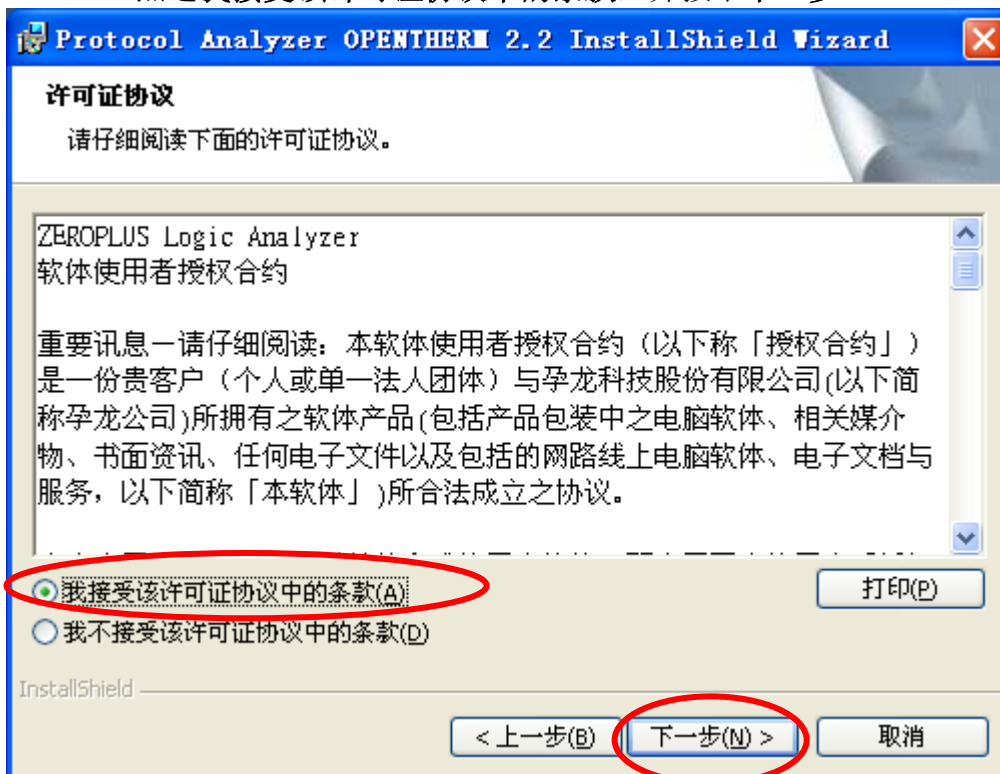 Protocol Analyzer OPENTHERM 2.2 InstallShield Wizard
许可证协议
请仔细阅读下面的许可证协议。
ZEROPLUS Logic Analyzer
软体使用者授权合约
重要讯息－请仔细阅读：本软体使用者授权合约（以下称「授权合约」）
是一份贵客户（个人或单一法人团体）与孕龙科技股份有限公司(以下简
称孕龙公司)所拥有之软体产品(包括产品包装中之电脑软体、相关媒介
物、书面资讯、任何电子文件以及包括的网路线上电脑软体、电子文档与
服务，以下简称「本软体」)所合法成立之协议。
我接受该许可证协议中的条款(A)
打印(P)
我不接受该许可证协议中的条款(D)
InstallShield
< 上一步(B)
下一步(N) >
取消